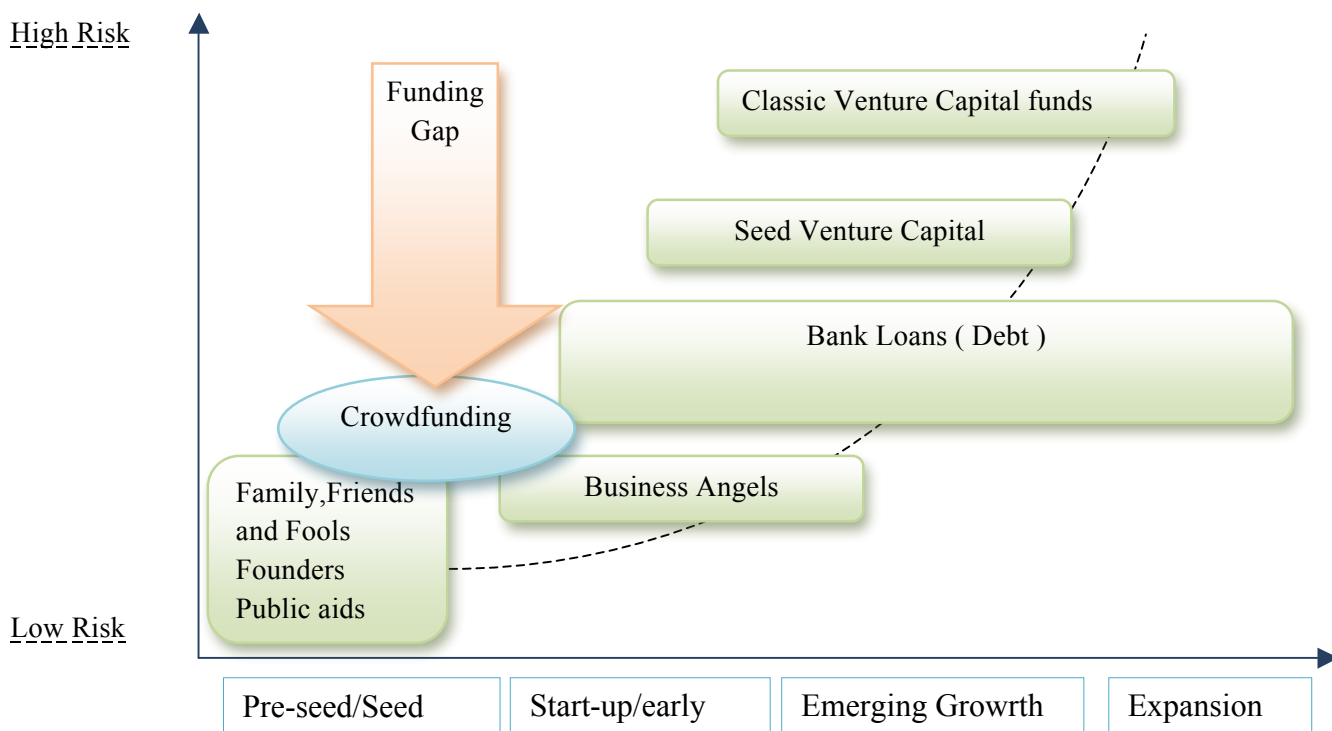 High Risk
Funding
Gap
Classic Venture Capital funds
Seed Venture Capital
Bank Loans ( Debt )
Crowdfunding
Business Angels
Family,Friends
and Fools
Founders
Public aids
Low Risk
Pre-seed/Seed
Start-up/early
Emerging Growrth
Expansion